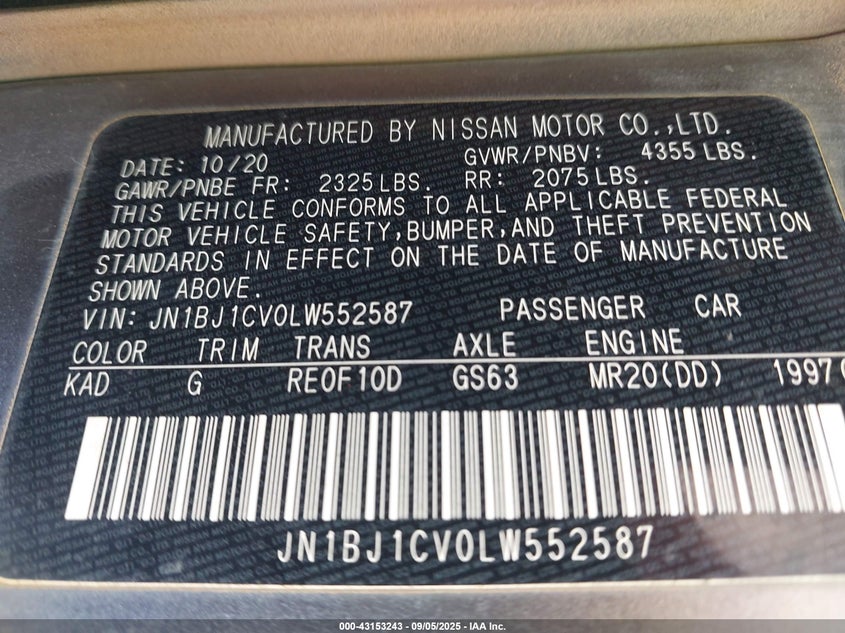 MANUFACTURED BY NISSAN MOTOR CO.,LTD.
DATE: 10/20 GVWR/PNBV: 4355 LBS.
GAWR/PNBE FR: 2325 LBS. RR: 2075 LBS.
THIS VEHICLE CONFORMS TO ALL APPLICABLE FEDERAL
MOTOR VEHICLE SAFETY,BUMPER,AND THEFT PREVENTION
STANDARDS IN EFFECT ON THE DATE OF MANUFACTURE
SHOWN ABOVE.
VIN: JN1BJ1CV0LW552587 PASSENGER CAR
COLOR TRIM TRANS AXLE ENGINE
KAD G RE0F10D GS63 MR20(DD) 1997
JN1BJ1CV0LW552587
000-43153243 - 09/05/2025 - IAA Inc.